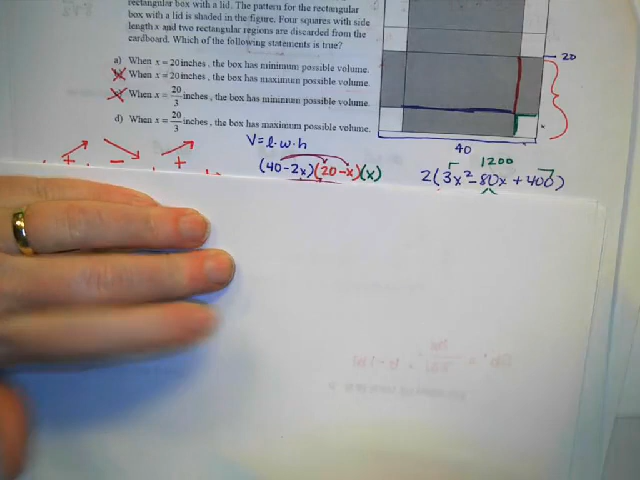 rectangular box with a lid. The pattern for the rectangular
box with a lid is shaded in the figure. Four squares with side
length x and two rectangular regions are discarded from the
cardboard. Which of the following statements is true?
a) When x = 20 inches, the box has minimum possible volume.
b) When x = 20 inches, the box has maximum possible volume.
c) When x = 20/3 inches, the box has minimum possible volume.
d) When x = 20/3 inches, the box has maximum possible volume.
20
40
+ - +
V = l·w·h
(40-2x)(20-x)(x)
1200
2(3x²-80x+400)